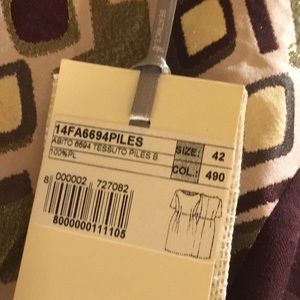 14FA6694PILES
ABITO 6694 TESSUTO PILES B
100%PL
SIZE: 42
COL.: 490
8 000002 727082
8000000111105